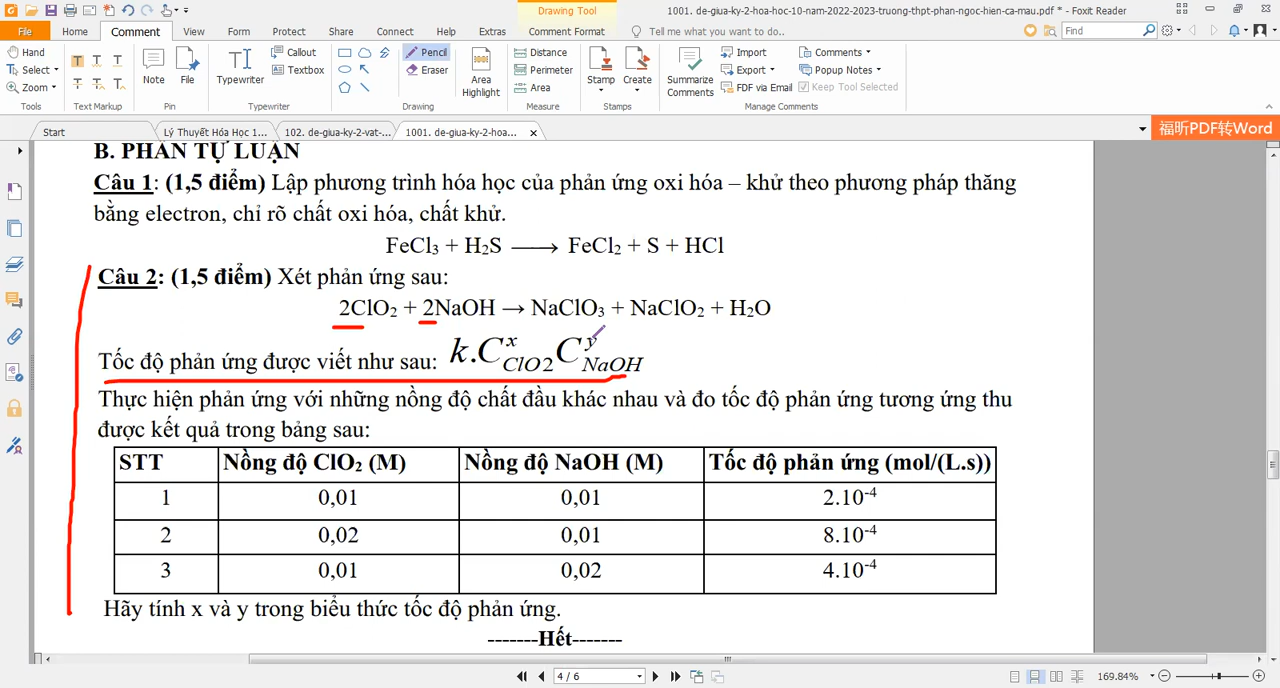 Drawing Tool
1001. de-giua-ky-2-hoa-hoc-10-nam-2022-2023-truong-thpt-phan-ngoc-hien-ca-mau.pdf * - Foxit Reader
File Home Comment View Form Protect Share Connect Help Extras Comment Format Tell me what you want to do.. Find
Hand
Select
Zoom
Tools
T T T
T T T
Text Markup
Note File
Pin
Typewriter
Callout
Textbox
Typewriter
Pencil
Eraser
Drawing
Area Highlight
Distance
Perimeter
Area
Measure
Stamp Create
Stamps
Summarize Comments
Import
Export
FDF via Email
Comments
Popup Notes
Keep Tool Selected
Manage Comments
Start Lý Thuyết Hóa Học 1... 102. de-giua-ky-2-vat-... 1001. de-giua-ky-2-hoa... 福昕PDF转Word
B. PHẦN TỰ LUẬN
Câu 1: (1,5 điểm) Lập phương trình hóa học của phản ứng oxi hóa – khử theo phương pháp thăng
bằng electron, chỉ rõ chất oxi hóa, chất khử.
FeCl₃ + H₂S ⟶ FeCl₂ + S + HCl
Câu 2: (1,5 điểm) Xét phản ứng sau:
2ClO₂ + 2NaOH → NaClO₃ + NaClO₂ + H₂O
Tốc độ phản ứng được viết như sau: k.C^x_ClO2 C^y_NaOH
Thực hiện phản ứng với những nồng độ chất đầu khác nhau và đo tốc độ phản ứng tương ứng thu
được kết quả trong bảng sau:
STT Nồng độ ClO₂ (M) Nồng độ NaOH (M) Tốc độ phản ứng (mol/(L.s))
1 0,01 0,01 2.10⁻⁴
2 0,02 0,01 8.10⁻⁴
3 0,01 0,02 4.10⁻⁴
Hãy tính x và y trong biểu thức tốc độ phản ứng.
-------Hết-------
4 / 6 169.84%